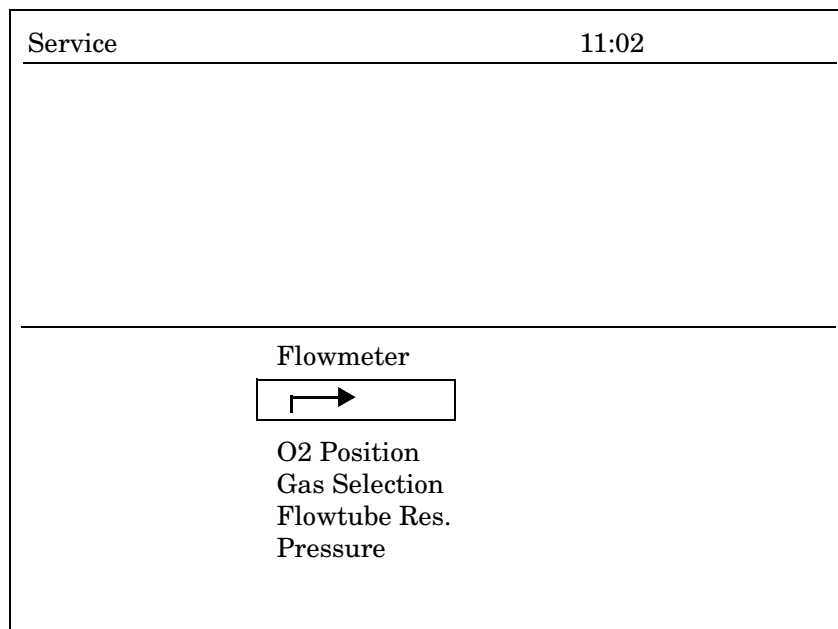 Service 11:02
Flowmeter
O2 Position
Gas Selection
Flowtube Res.
Pressure